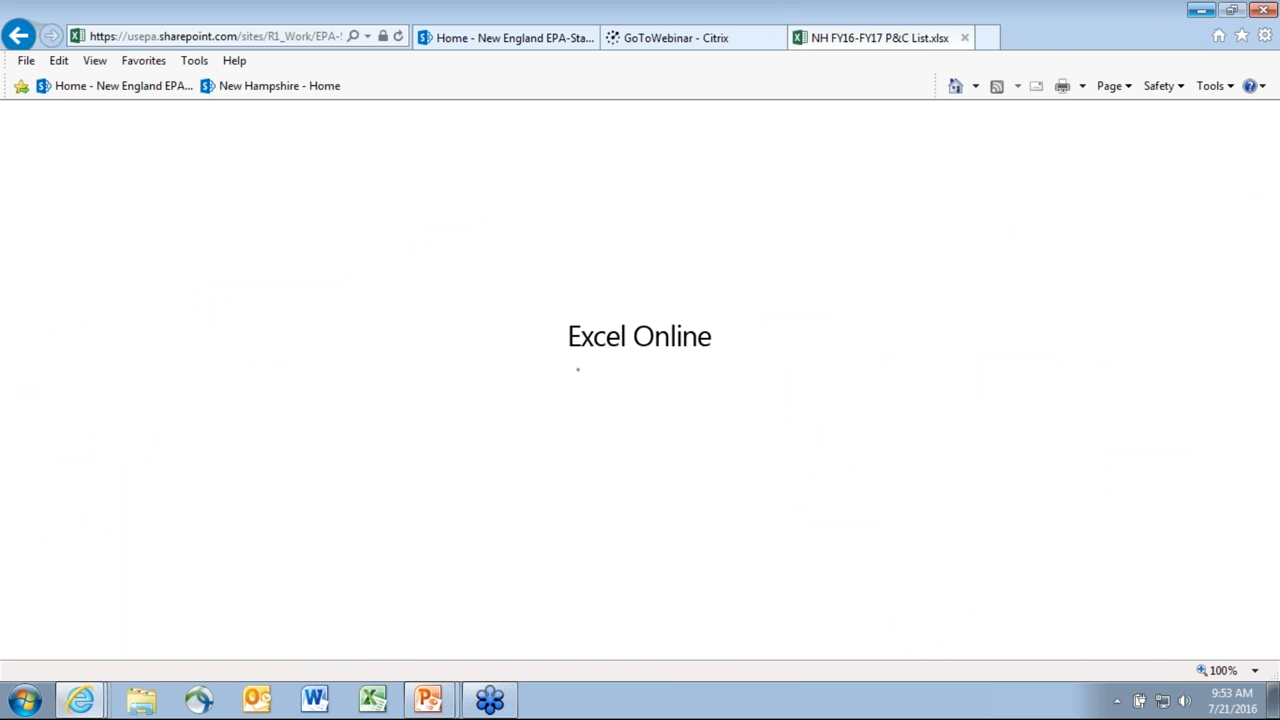 https://usepa.sharepoint.com/sites/R1_Work/EPA-S
Home - New England EPA-Sta...
GoToWebinar - Citrix
NH FY16-FY17 P&C List.xlsx
File Edit View Favorites Tools Help
Home - New England EPA... New Hampshire - Home Page Safety Tools
Excel Online
100%
9:53 AM
7/21/2016